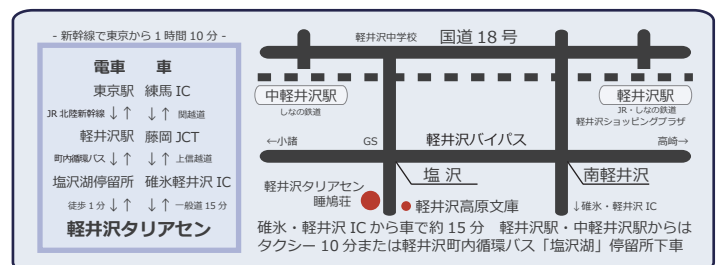 - 新幹線で東京から1時間10分 -
電車 車
東京駅 練馬 IC
JR 北陸新幹線 ↓↑ ↓↑ 関越道
軽井沢駅 藤岡 JCT
町内循環バス ↓↑ ↓↑ 上信越道
塩沢湖停留所 碓氷軽井沢 IC
徒歩1分 ↓↑ ↓↑ 一般道15分
軽井沢タリアセン
軽井沢中学校 国道18号
中軽井沢駅
しなの鉄道
軽井沢駅
JR・しなの鉄道
軽井沢ショッピングプラザ
←小諸 GS 軽井沢バイパス 高崎→
塩 沢
南軽井沢
軽井沢タリアセン
睡鳩荘
軽井沢高原文庫
↓碓氷・軽井沢 IC
碓氷・軽井沢 IC から車で約15分 軽井沢駅・中軽井沢駅からは
タクシー10分または軽井沢町内循環バス「塩沢湖」停留所下車